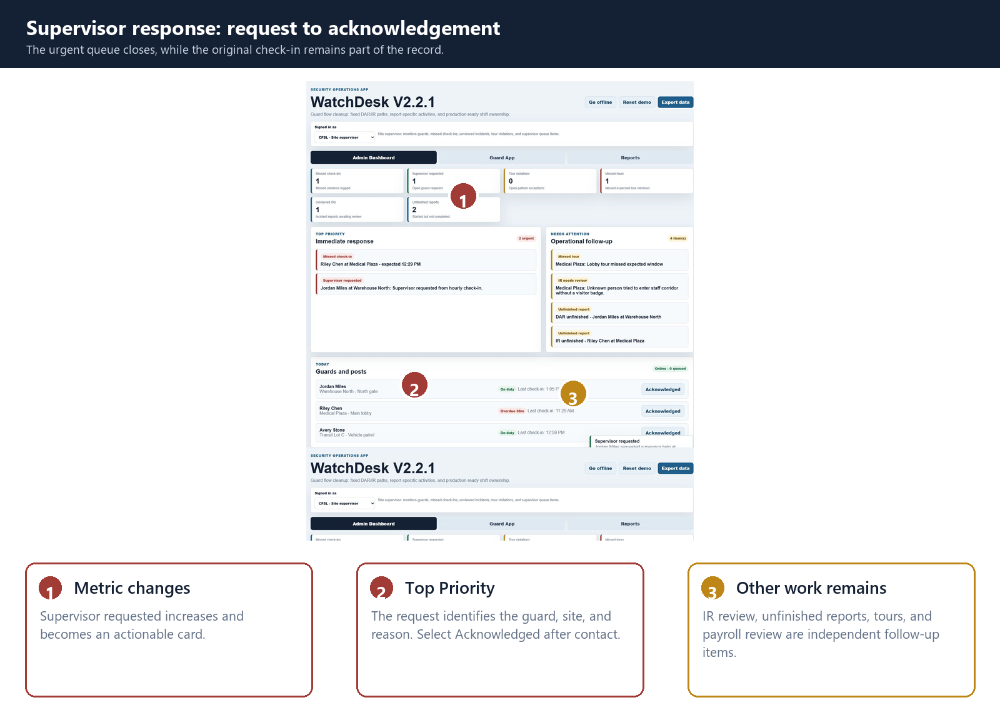 Supervisor response: request to acknowledgement
The urgent queue closes, while the original check-in remains part of the record.
SECURITY OPERATIONS APP
WatchDesk V2.2.1
Go offline
Reset demo
Export data
Guard flow cleanup: fixed DAR/IR paths, report-specific activities, and production-ready shift ownership.
Signed in as
CFSL - Site supervisor
Site supervisor: monitors guards, missed check-ins, unviewed incidents, tour violations, and supervisor queue items.
Admin Dashboard
Guard App
Reports
Missed check-ins
1
Missed windows logged
Supervisor requested
1
Open guard requests
Tour violations
0
Open pattern exceptions
Missed tours
1
Missed expected tour windows
Unviewed IRs
1
Incident reports awaiting review
Unfinished reports
2
Started but not completed
1
TOP PRIORITY
Immediate response
2 urgent
Missed check-in
Riley Chen at Medical Plaza - expected 12:29 PM
Supervisor requested
Jordan Miles at Warehouse North: Supervisor requested from hourly check-in.
NEEDS ATTENTION
Operational follow-up
4 item(s)
Missed tour
Medical Plaza: Lobby tour missed expected window
IR needs review
Medical Plaza: Unknown person tried to enter staff corridor
without a visitor badge.
Unfinished report
DAR unfinished - Jordan Miles at Warehouse North
Unfinished report
IR unfinished - Riley Chen at Medical Plaza
TODAY
Guards and posts
Online - 0 queued
Jordan Miles
Warehouse North - North gate
2
On duty Last check-in: 1:05
3
Acknowledged
Riley Chen
Medical Plaza - Main lobby
Overdue 36m Last check-in: 11:29 AM
Acknowledged
Avery Stone
Transit Lot C - Vehicle patrol
On duty Last check-in: 12:59 PM
Acknowledged
Supervisor requested
Jordan Miles requested supervisor help at
SECURITY OPERATIONS APP
WatchDesk V2.2.1
Go offline
Reset demo
Export data
Guard flow cleanup: fixed DAR/IR paths, report-specific activities, and production-ready shift ownership.
Signed in as
CFSL - Site supervisor
Site supervisor: monitors guards, missed check-ins, unviewed incidents, tour violations, and supervisor queue items.
Admin Dashboard
Guard App
Reports
Missed check-ins
Supervisor requested
Tour violations
Missed tours
1 Metric changes
Supervisor requested increases and
becomes an actionable card.
2 Top Priority
The request identifies the guard, site, and
reason. Select Acknowledged after contact.
3 Other work remains
IR review, unfinished reports, tours, and
payroll review are independent follow-up
items.